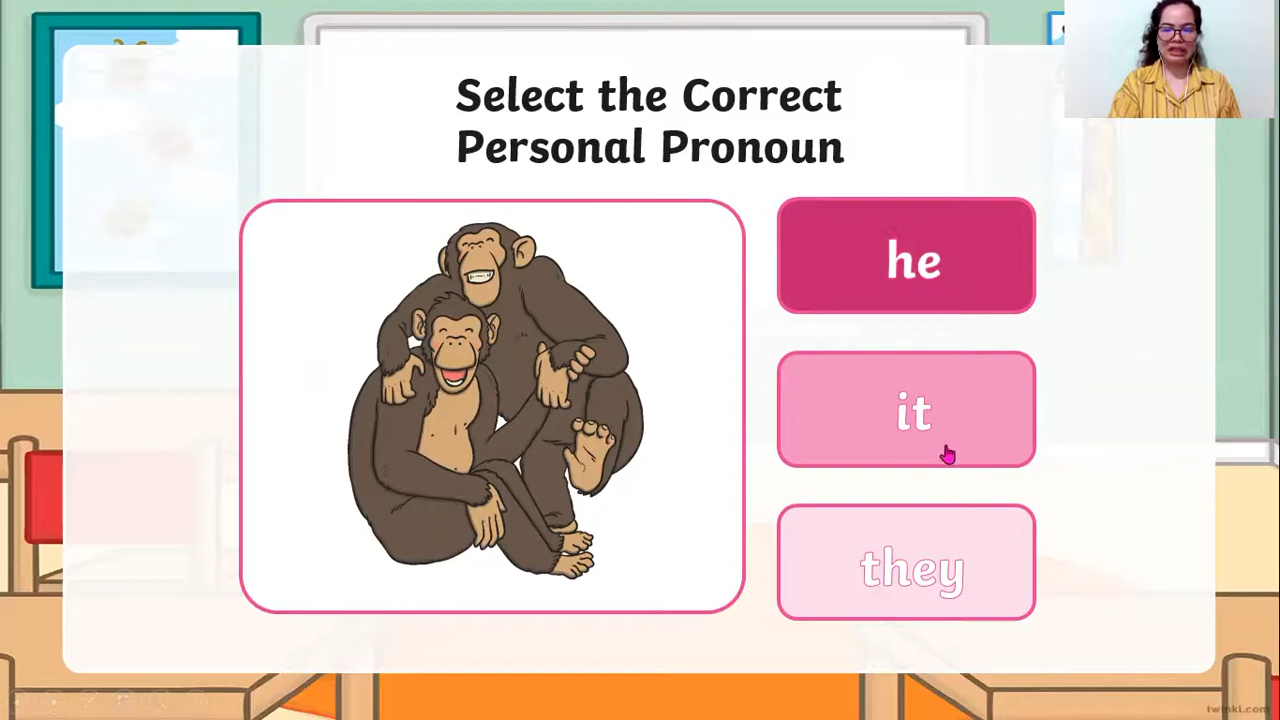 Select the Correct
Personal Pronoun
he
it
they
twinkl.com